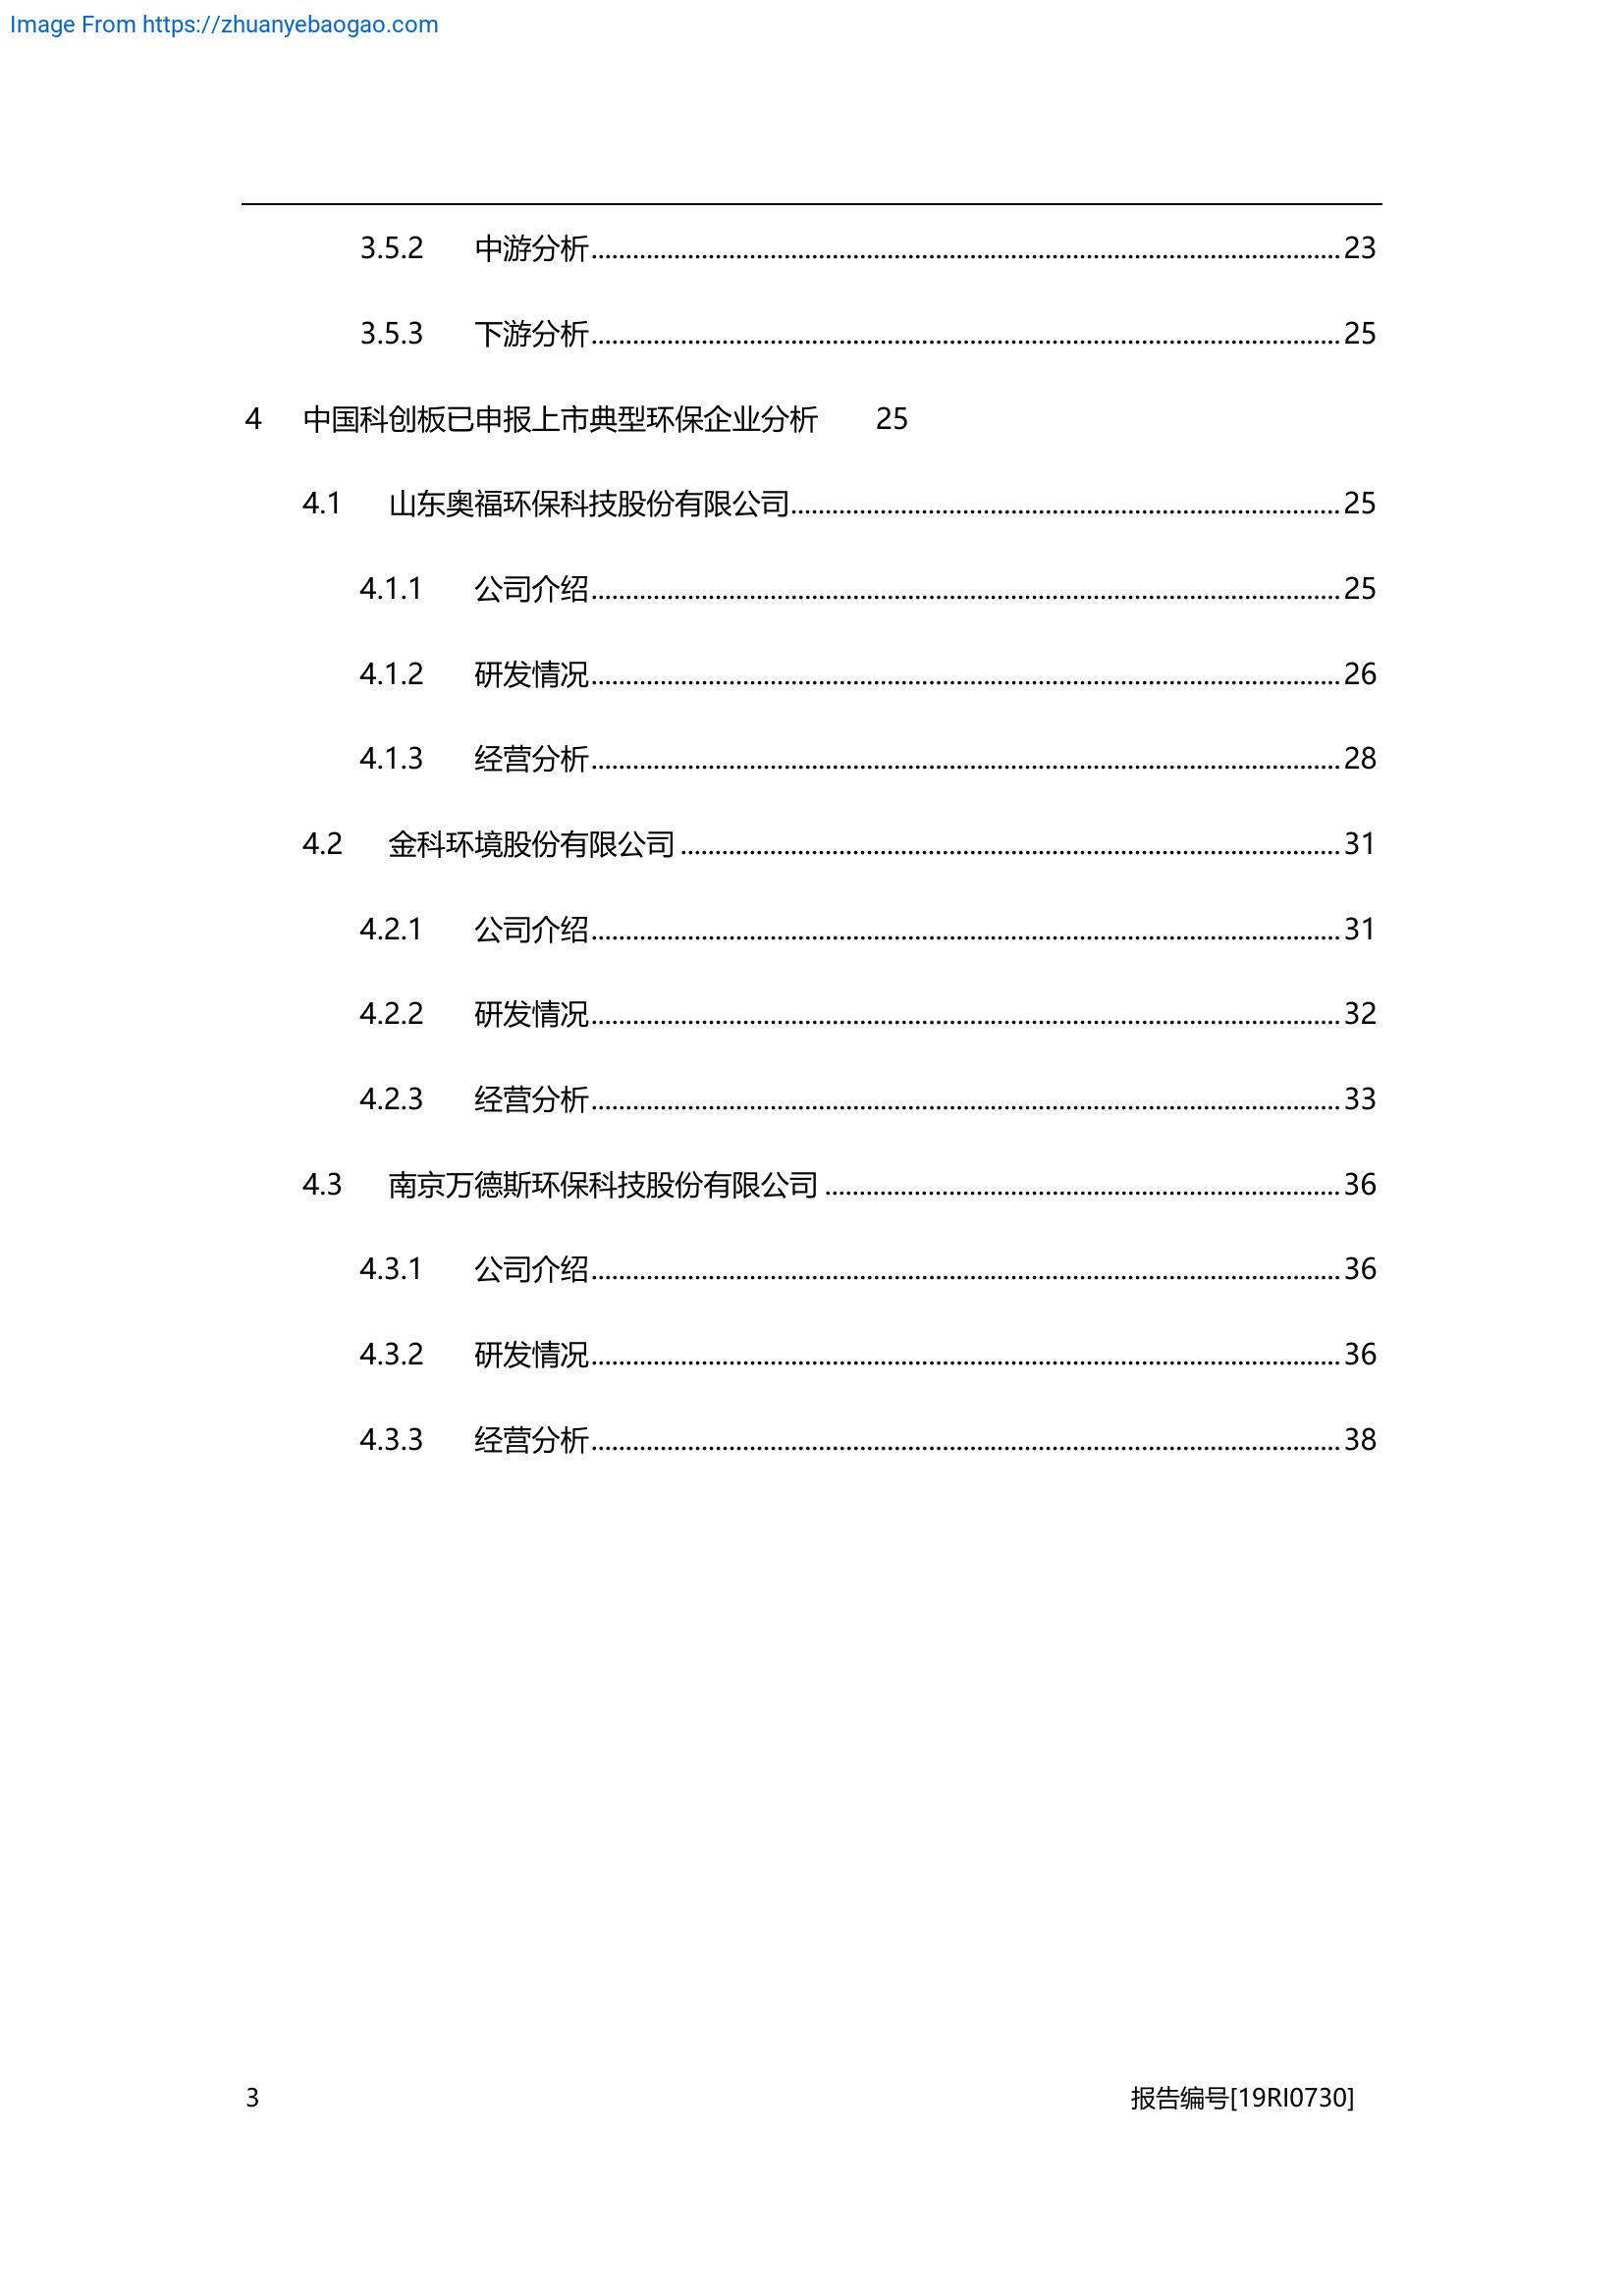 Image From https://zhuanyebaogao.com
3.5.2 中游分析........................................23
3.5.3 下游分析........................................25
4 中国科创板已申报上市典型环保企业分析 25
4.1 山东奥福环保科技股份有限公司........................................25
4.1.1 公司介绍........................................25
4.1.2 研发情况........................................26
4.1.3 经营分析........................................28
4.2 金科环境股份有限公司........................................31
4.2.1 公司介绍........................................31
4.2.2 研发情况........................................32
4.2.3 经营分析........................................33
4.3 南京万德斯环保科技股份有限公司........................................36
4.3.1 公司介绍........................................36
4.3.2 研发情况........................................36
4.3.3 经营分析........................................38
3 报告编号[19RI0730]